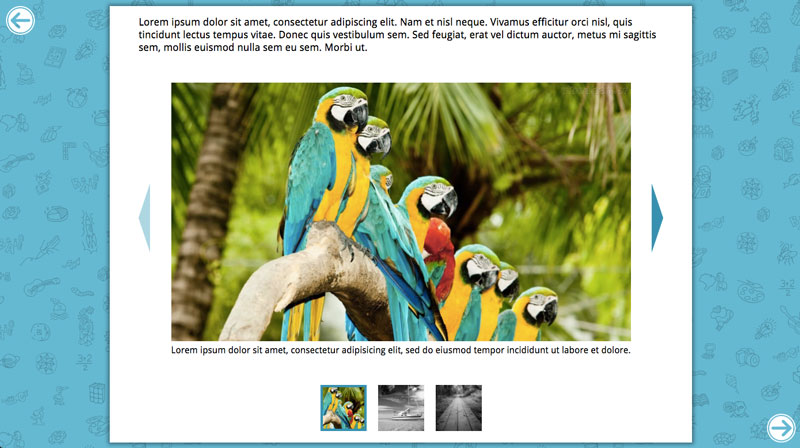 Lorem ipsum dolor sit amet, consectetur adipiscing elit. Nam et nisl neque. Vivamus efficitur orci nisl, quis
tincidunt lectus tempus vitae. Donec quis vestibulum sem. Sed feugiat, erat vel dictum auctor, metus mi sagittis
sem, mollis euismod nulla sem eu sem. Morbi ut.
Lorem ipsum dolor sit amet, consectetur adipisicing elit, sed do eiusmod tempor incididunt ut labore et dolore.